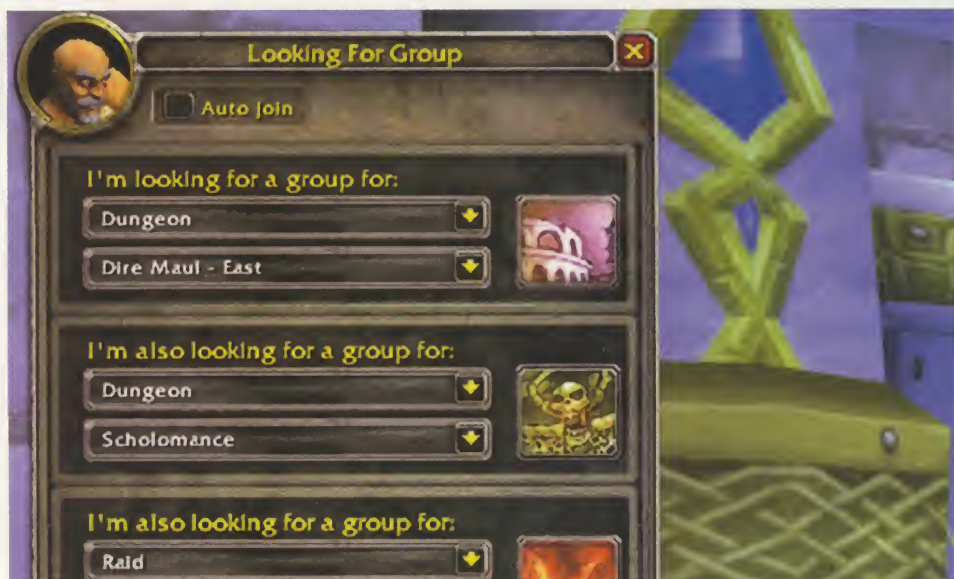 Looking For Group
Auto Join
I'm looking for a group for:
Dungeon
Dire Maul - East
I'm also looking for a group for:
Dungeon
Scholomance
I'm also looking for a group for:
Raid